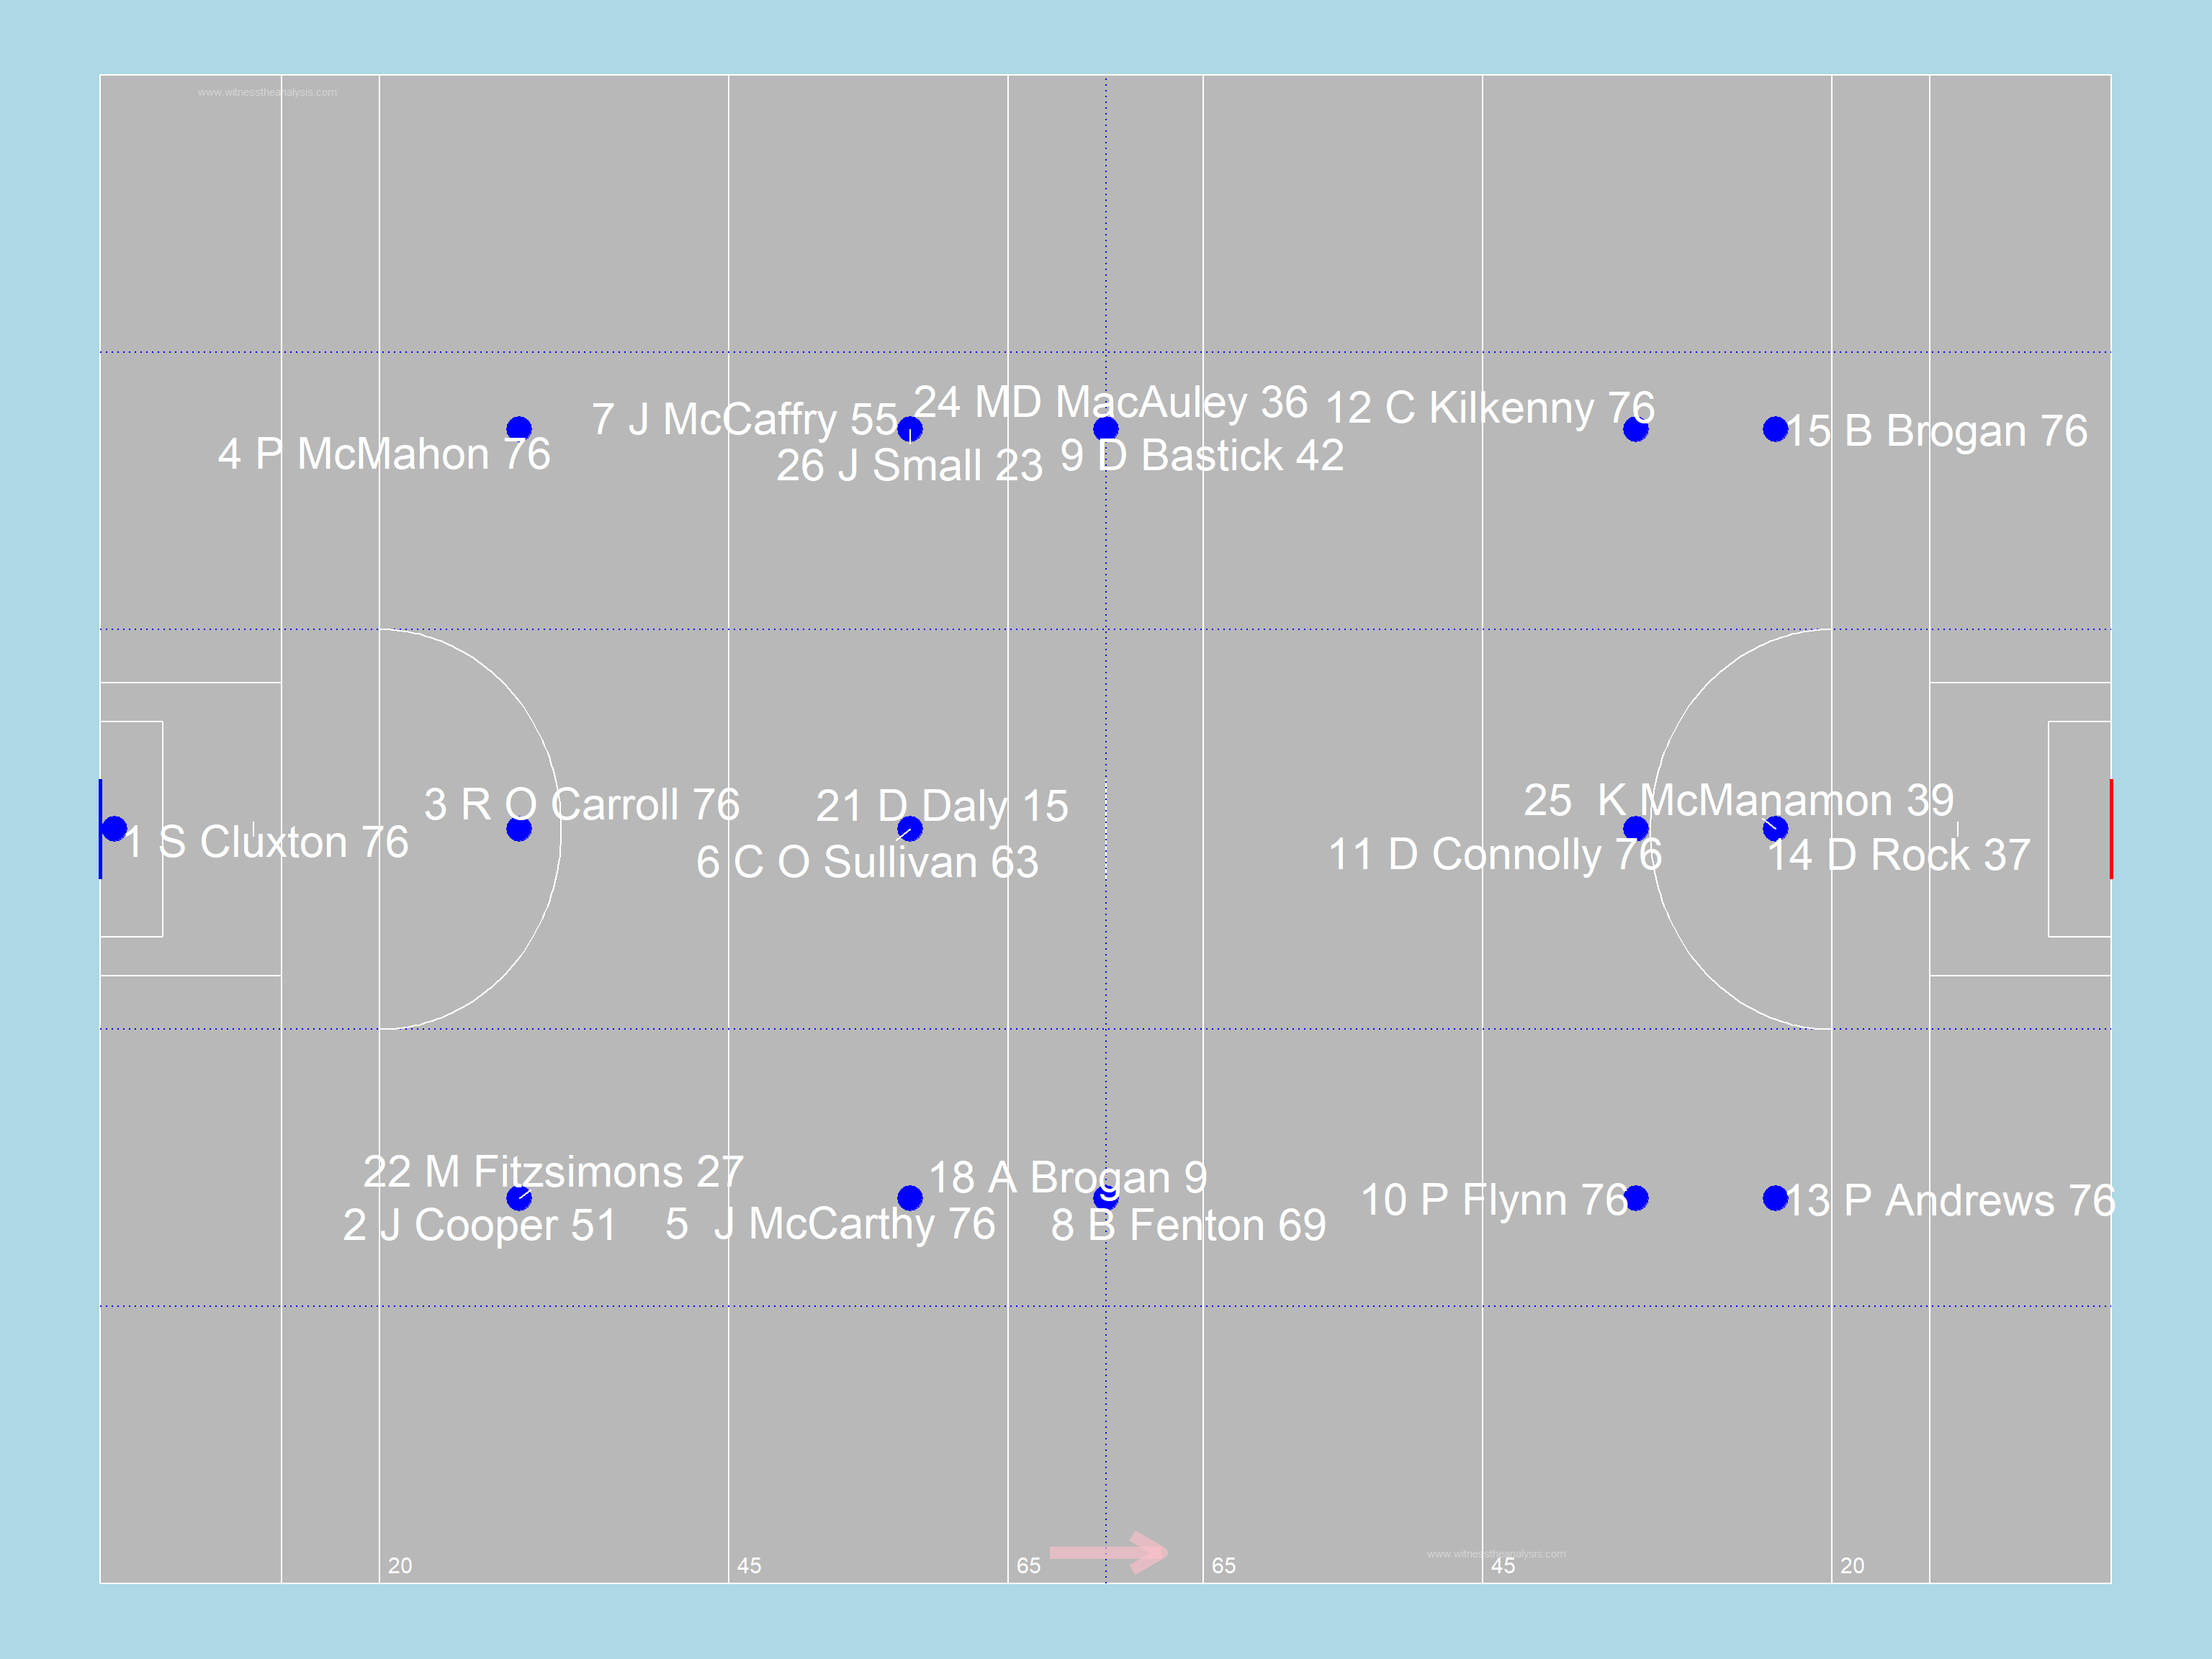 www.witnesstheanalysis.com
24 MD MacAuley 36
12 C Kilkenny 76
7 J McCaffry 55
15 B Brogan 76
4 P McMahon 76
9 D Bastick 42
26 J Small 23
25  K McManamon 39
3 R O Carroll 76
21 D Daly 15
1 S Cluxton 76
11 D Connolly 76
14 D Rock 37
6 C O Sullivan 63
22 M Fitzsimons 27
18 A Brogan 9
10 P Flynn 76
13 P Andrews 76
2 J Cooper 51
5  J McCarthy 76
8 B Fenton 69
www.witnesstheanalysis.com
20 45 65 65 45 20